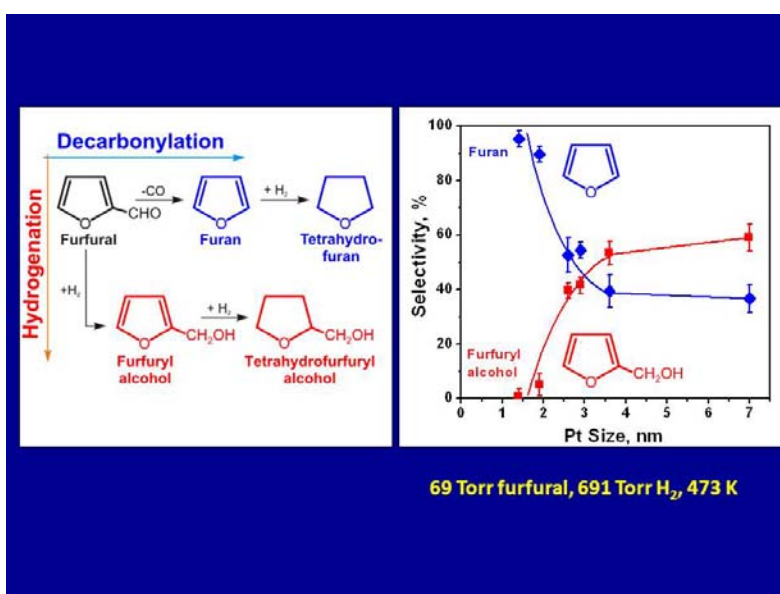 Decarbonylation
Hydrogenation
-CO
+ H₂
O
CHO
O
O
Furfural
Furan
Tetrahydro-
furan
+H₂
+ H₂
O
CH₂OH
O
CH₂OH
Furfuryl
alcohol
Tetrahydrofurfuryl
alcohol
Selectivity, %
100
80
60
40
20
0
Furan
O
Furfuryl
alcohol
O
CH₂OH
0 1 2 3 4 5 6 7
Pt Size, nm
69 Torr furfural, 691 Torr H₂, 473 K